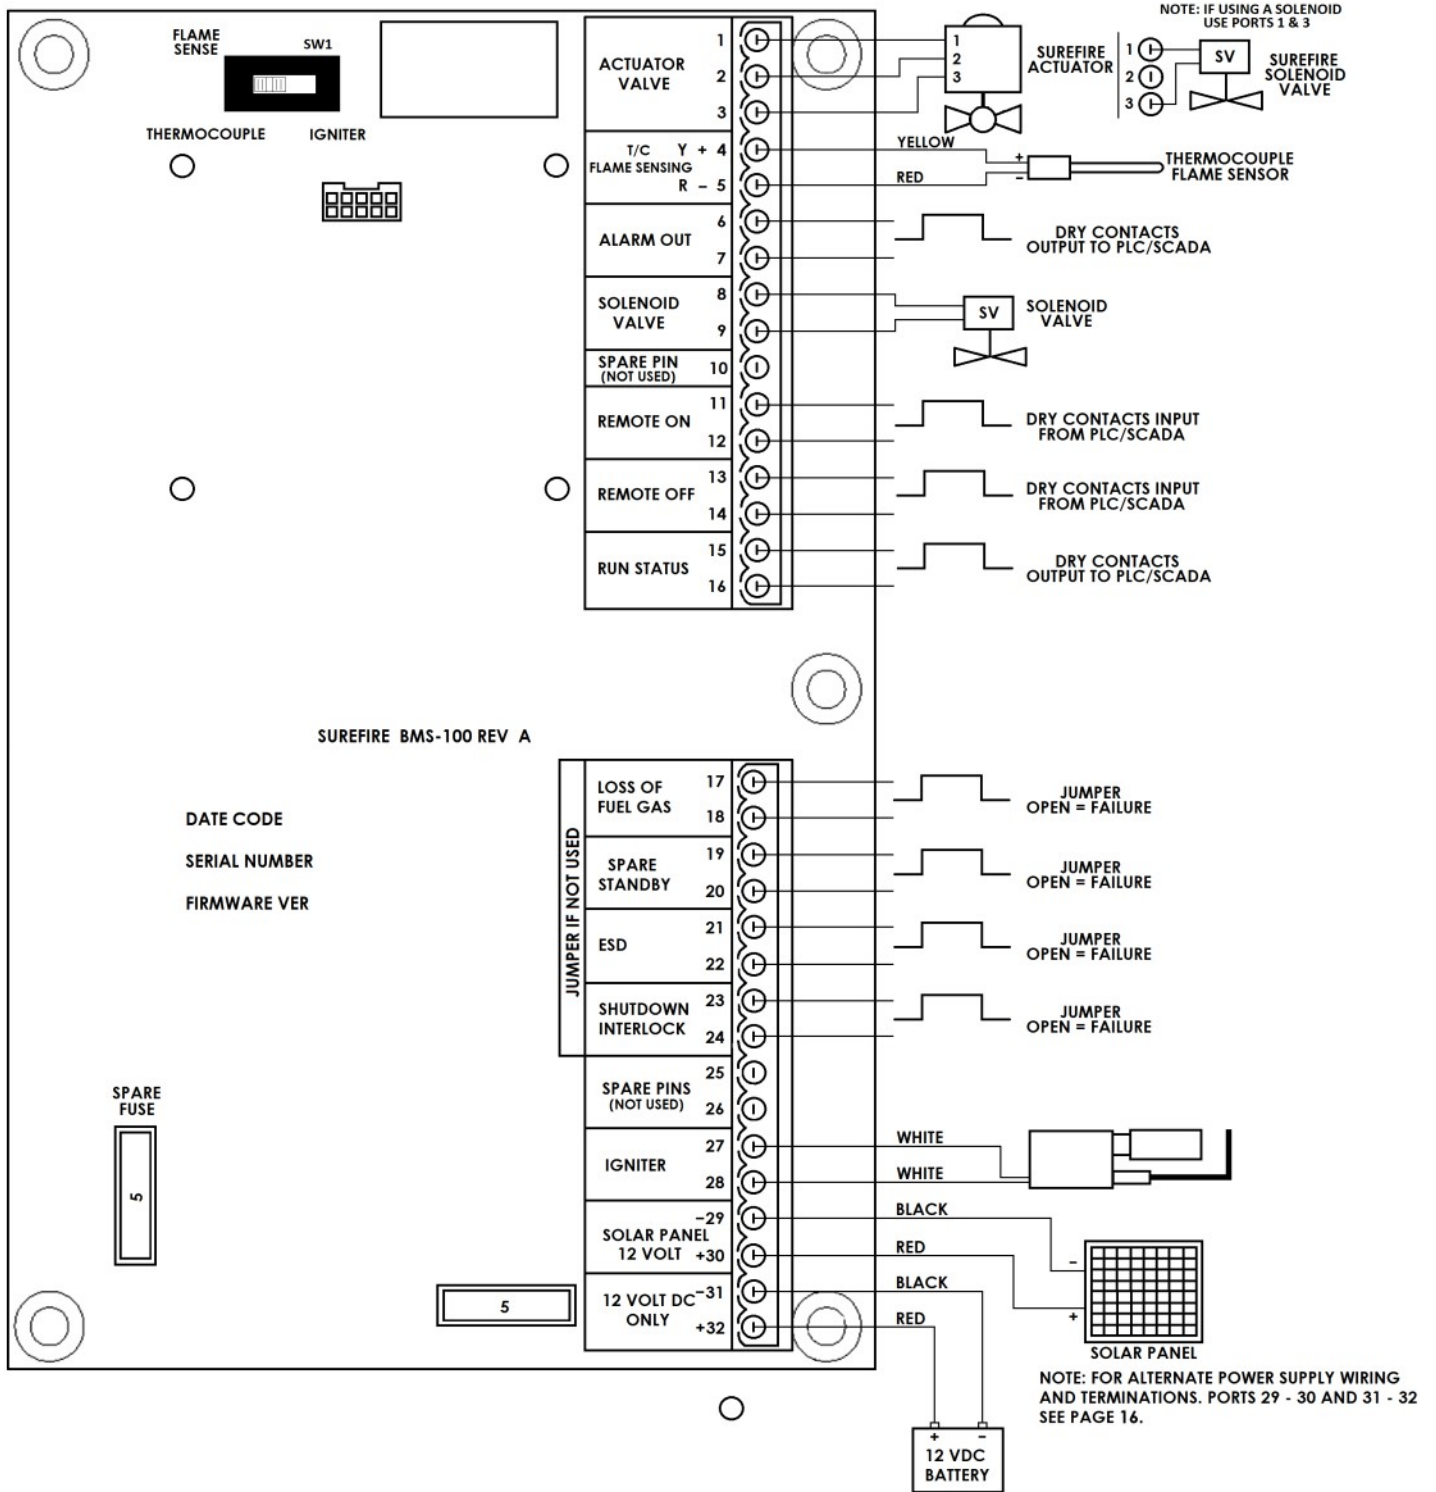 FLAME
SENSE
SW1
THERMOCOUPLE IGNITER
ACTUATOR
VALVE
1
2
3
T/C Y + 4
FLAME SENSING
R – 5
ALARM OUT
6
7
SOLENOID
VALVE
8
9
SPARE PIN
(NOT USED)
10
REMOTE ON
11
12
REMOTE OFF
13
14
RUN STATUS
15
16
1
2
3
SUREFIRE
ACTUATOR
NOTE: IF USING A SOLENOID
USE PORTS 1 & 3
1
2
3
SV
SUREFIRE
SOLENOID
VALVE
YELLOW
RED
+
–
THERMOCOUPLE
FLAME SENSOR
DRY CONTACTS
OUTPUT TO PLC/SCADA
SV
SOLENOID
VALVE
DRY CONTACTS INPUT
FROM PLC/SCADA
DRY CONTACTS INPUT
FROM PLC/SCADA
DRY CONTACTS
OUTPUT TO PLC/SCADA
SUREFIRE BMS-100 REV A
DATE CODE
SERIAL NUMBER
FIRMWARE VER
JUMPER IF NOT USED
LOSS OF
FUEL GAS
17
18
SPARE
STANDBY
19
20
ESD
21
22
SHUTDOWN
INTERLOCK
23
24
SPARE PINS
(NOT USED)
25
26
IGNITER
27
28
SOLAR PANEL
12 VOLT
–29
+30
12 VOLT DC
ONLY
–31
+32
JUMPER
OPEN = FAILURE
JUMPER
OPEN = FAILURE
JUMPER
OPEN = FAILURE
JUMPER
OPEN = FAILURE
WHITE
WHITE
BLACK
RED
BLACK
RED
–
+
SOLAR PANEL
NOTE: FOR ALTERNATE POWER SUPPLY WIRING
AND TERMINATIONS. PORTS 29 - 30 AND 31 - 32
SEE PAGE 16.
SPARE
FUSE
5
5
+ –
12 VDC
BATTERY